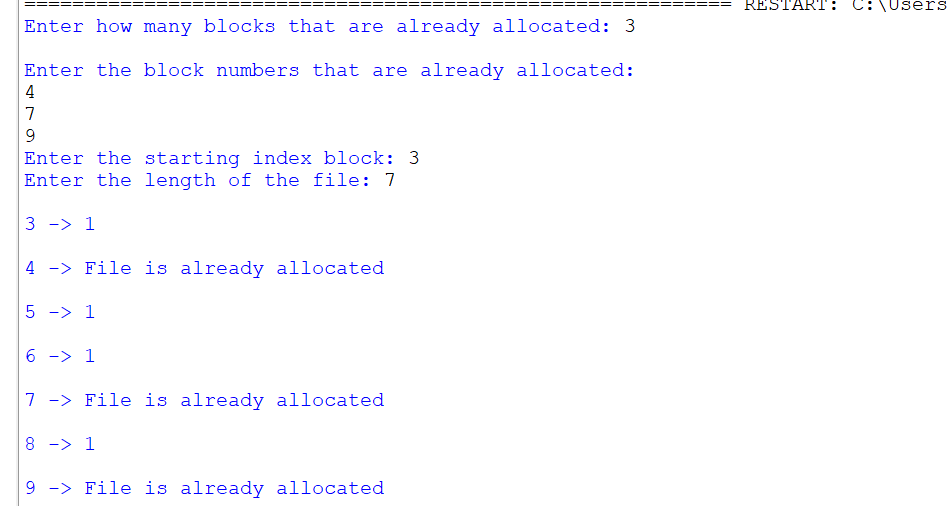 ============================================================ RESTART: C:\Users
Enter how many blocks that are already allocated: 3
Enter the block numbers that are already allocated:
4
7
9
Enter the starting index block: 3
Enter the length of the file: 7
3 -> 1
4 -> File is already allocated
5 -> 1
6 -> 1
7 -> File is already allocated
8 -> 1
9 -> File is already allocated